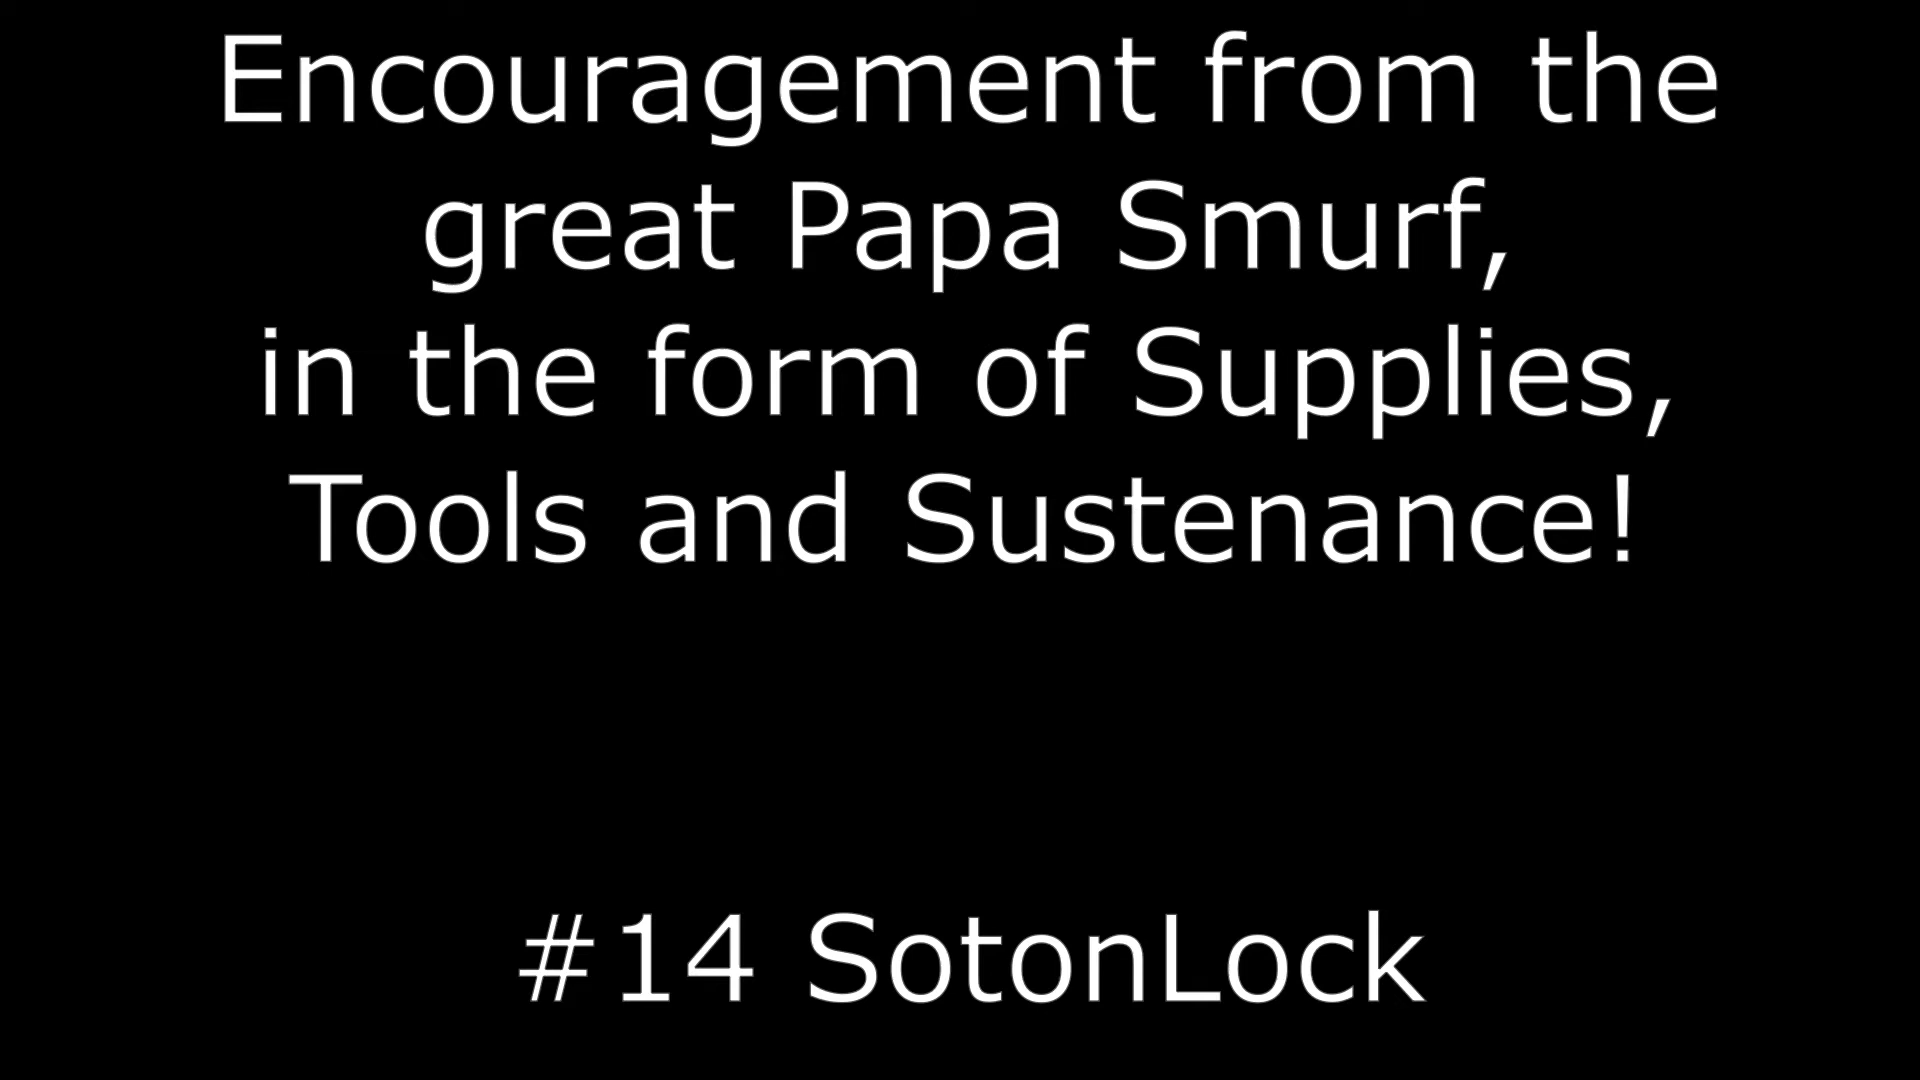 Encouragement from the
great Papa Smurf,
in the form of Supplies,
Tools and Sustenance!
#14 SotonLock